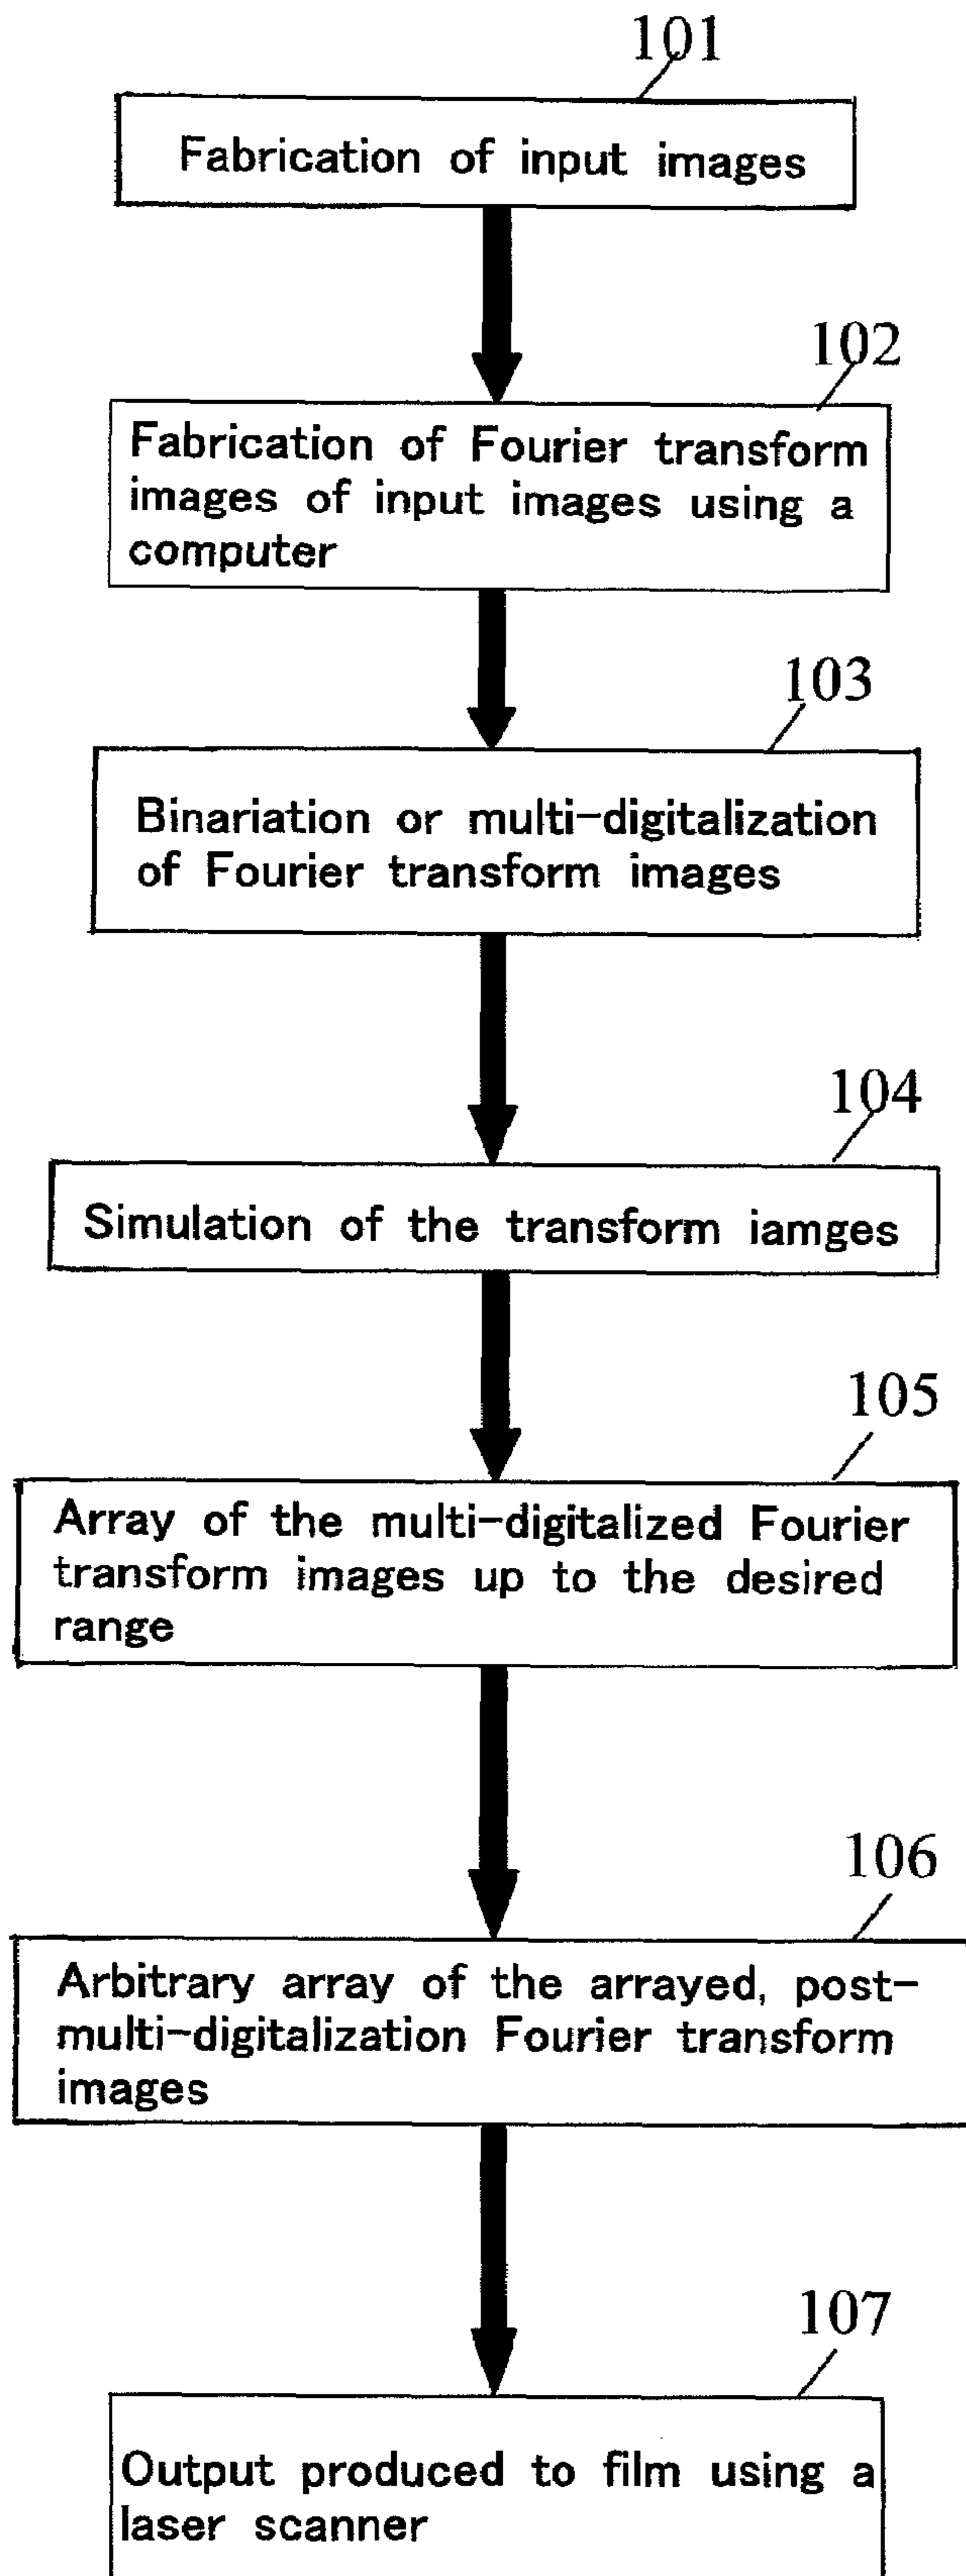 101
Fabrication of input images
102
Fabrication of Fourier transform
images of input images using a
computer
103
Binariation or multi-digitalization
of Fourier transform images
104
Simulation of the transform iamges
105
Array of the multi-digitalized Fourier
transform images up to the desired
range
106
Arbitrary array of the arrayed, post-
multi-digitalization Fourier transform
images
107
Output produced to film using a
laser scanner